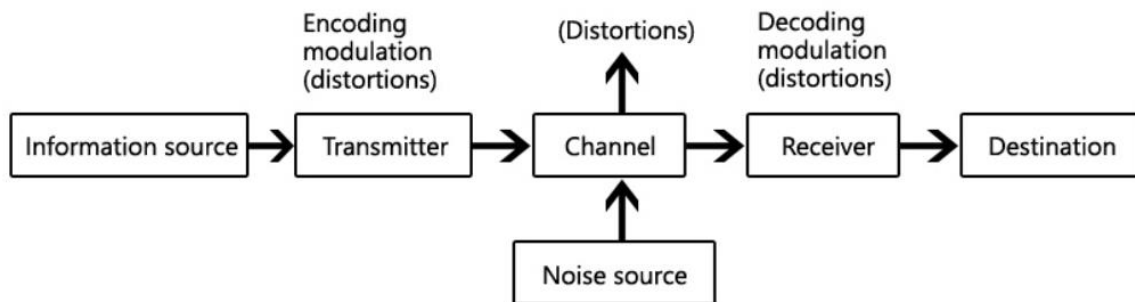 Encoding
modulation
(distortions)
(Distortions)
Decoding
modulation
(distortions)
Information source
Transmitter
Channel
Receiver
Destination
Noise source